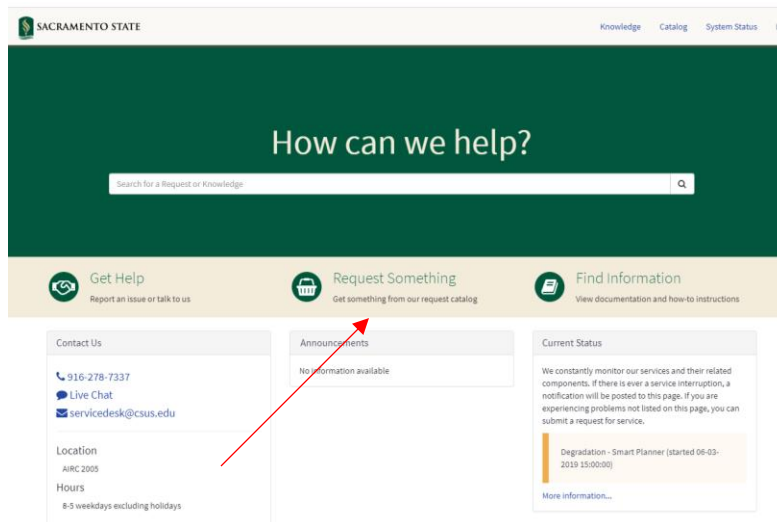 SACRAMENTO STATE
Knowledge Catalog System Status
How can we help?
Search for a Request or Knowledge
Get Help
Report an issue or talk to us
Request Something
Get something from our request catalog
Find Information
View documentation and how-to instructions
Contact Us
916-278-7337
Live Chat
servicedesk@csus.edu
Location
AIRC 2005
Hours
8-5 weekdays excluding holidays
Announcements
No information available
Current Status
We constantly monitor our services and their related
components. If there is ever a service interruption, a
notification will be posted to this page. If you are
experiencing problems not listed on this page, you can
submit a request for service.
Degradation - Smart Planner (started 06-03-
2019 15:00:00)
More information...